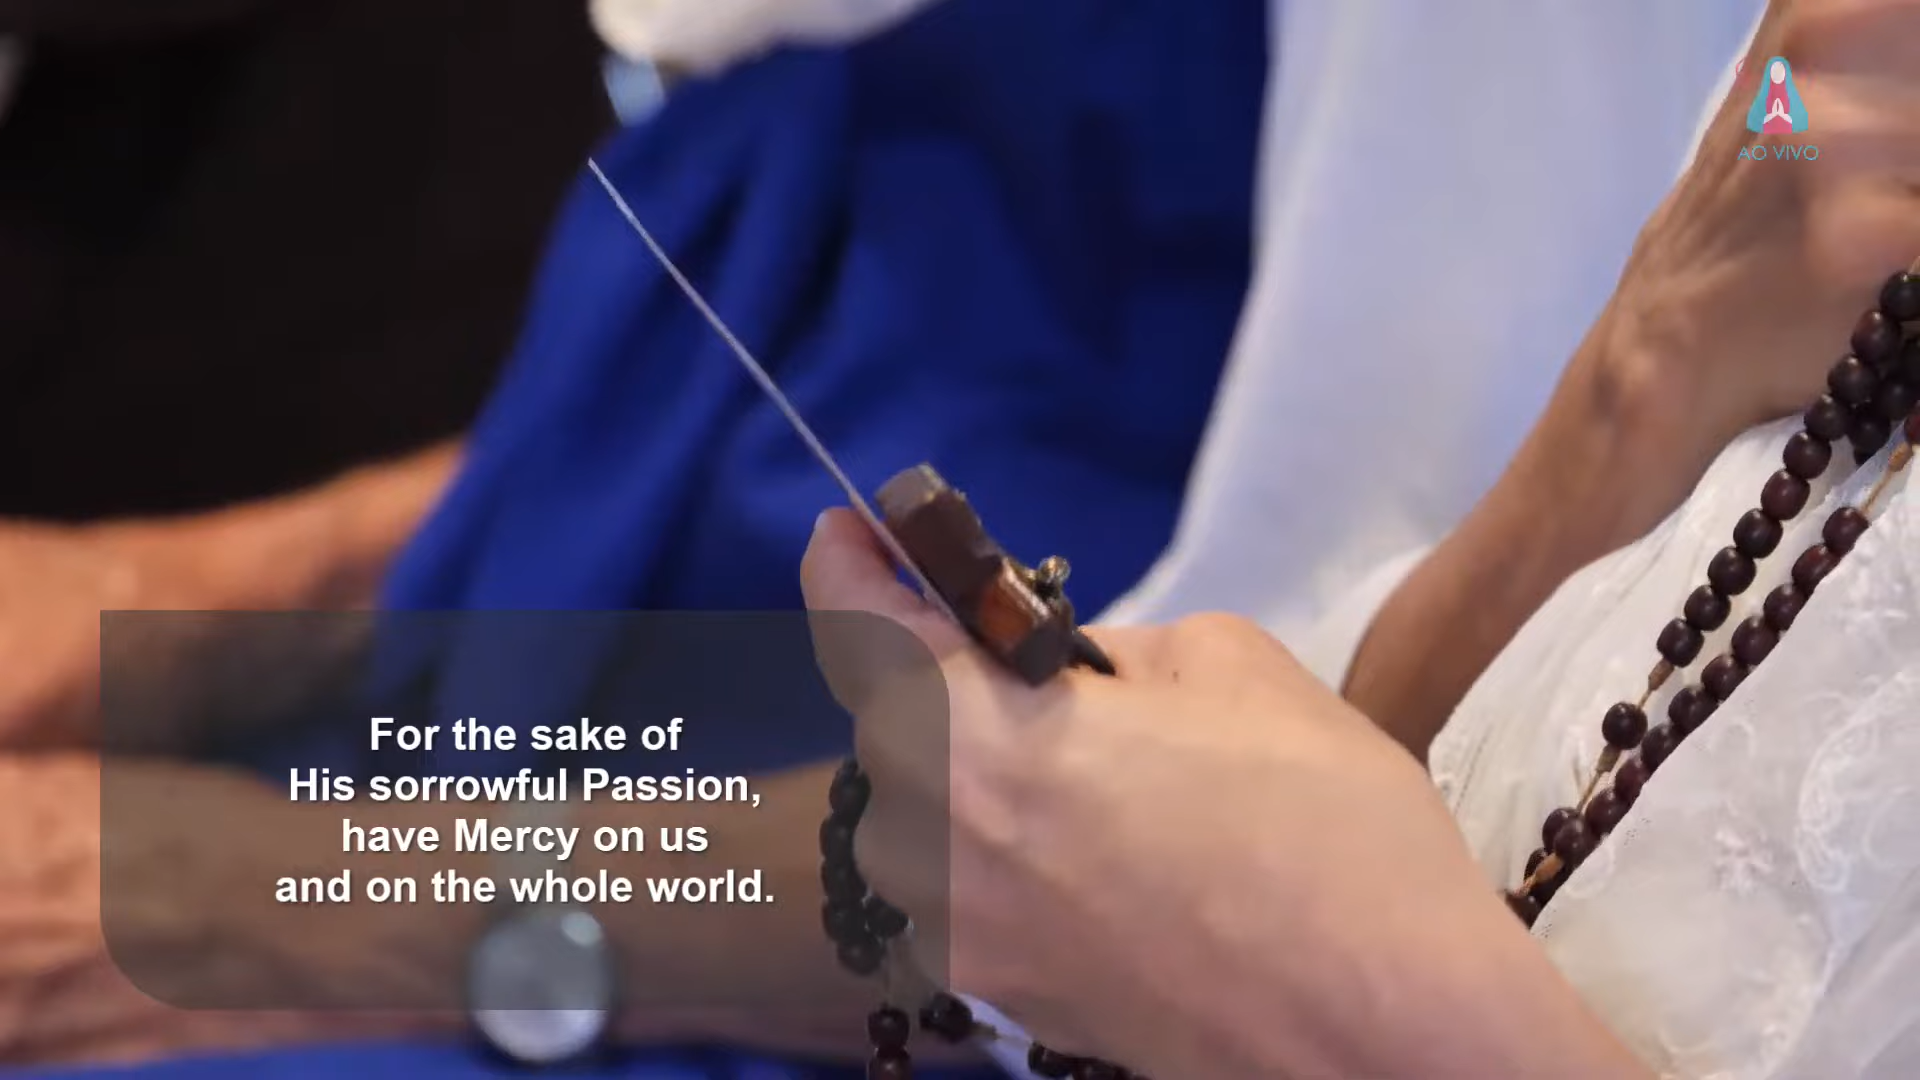 AO VIVO
For the sake of
His sorrowful Passion,
have Mercy on us
and on the whole world.